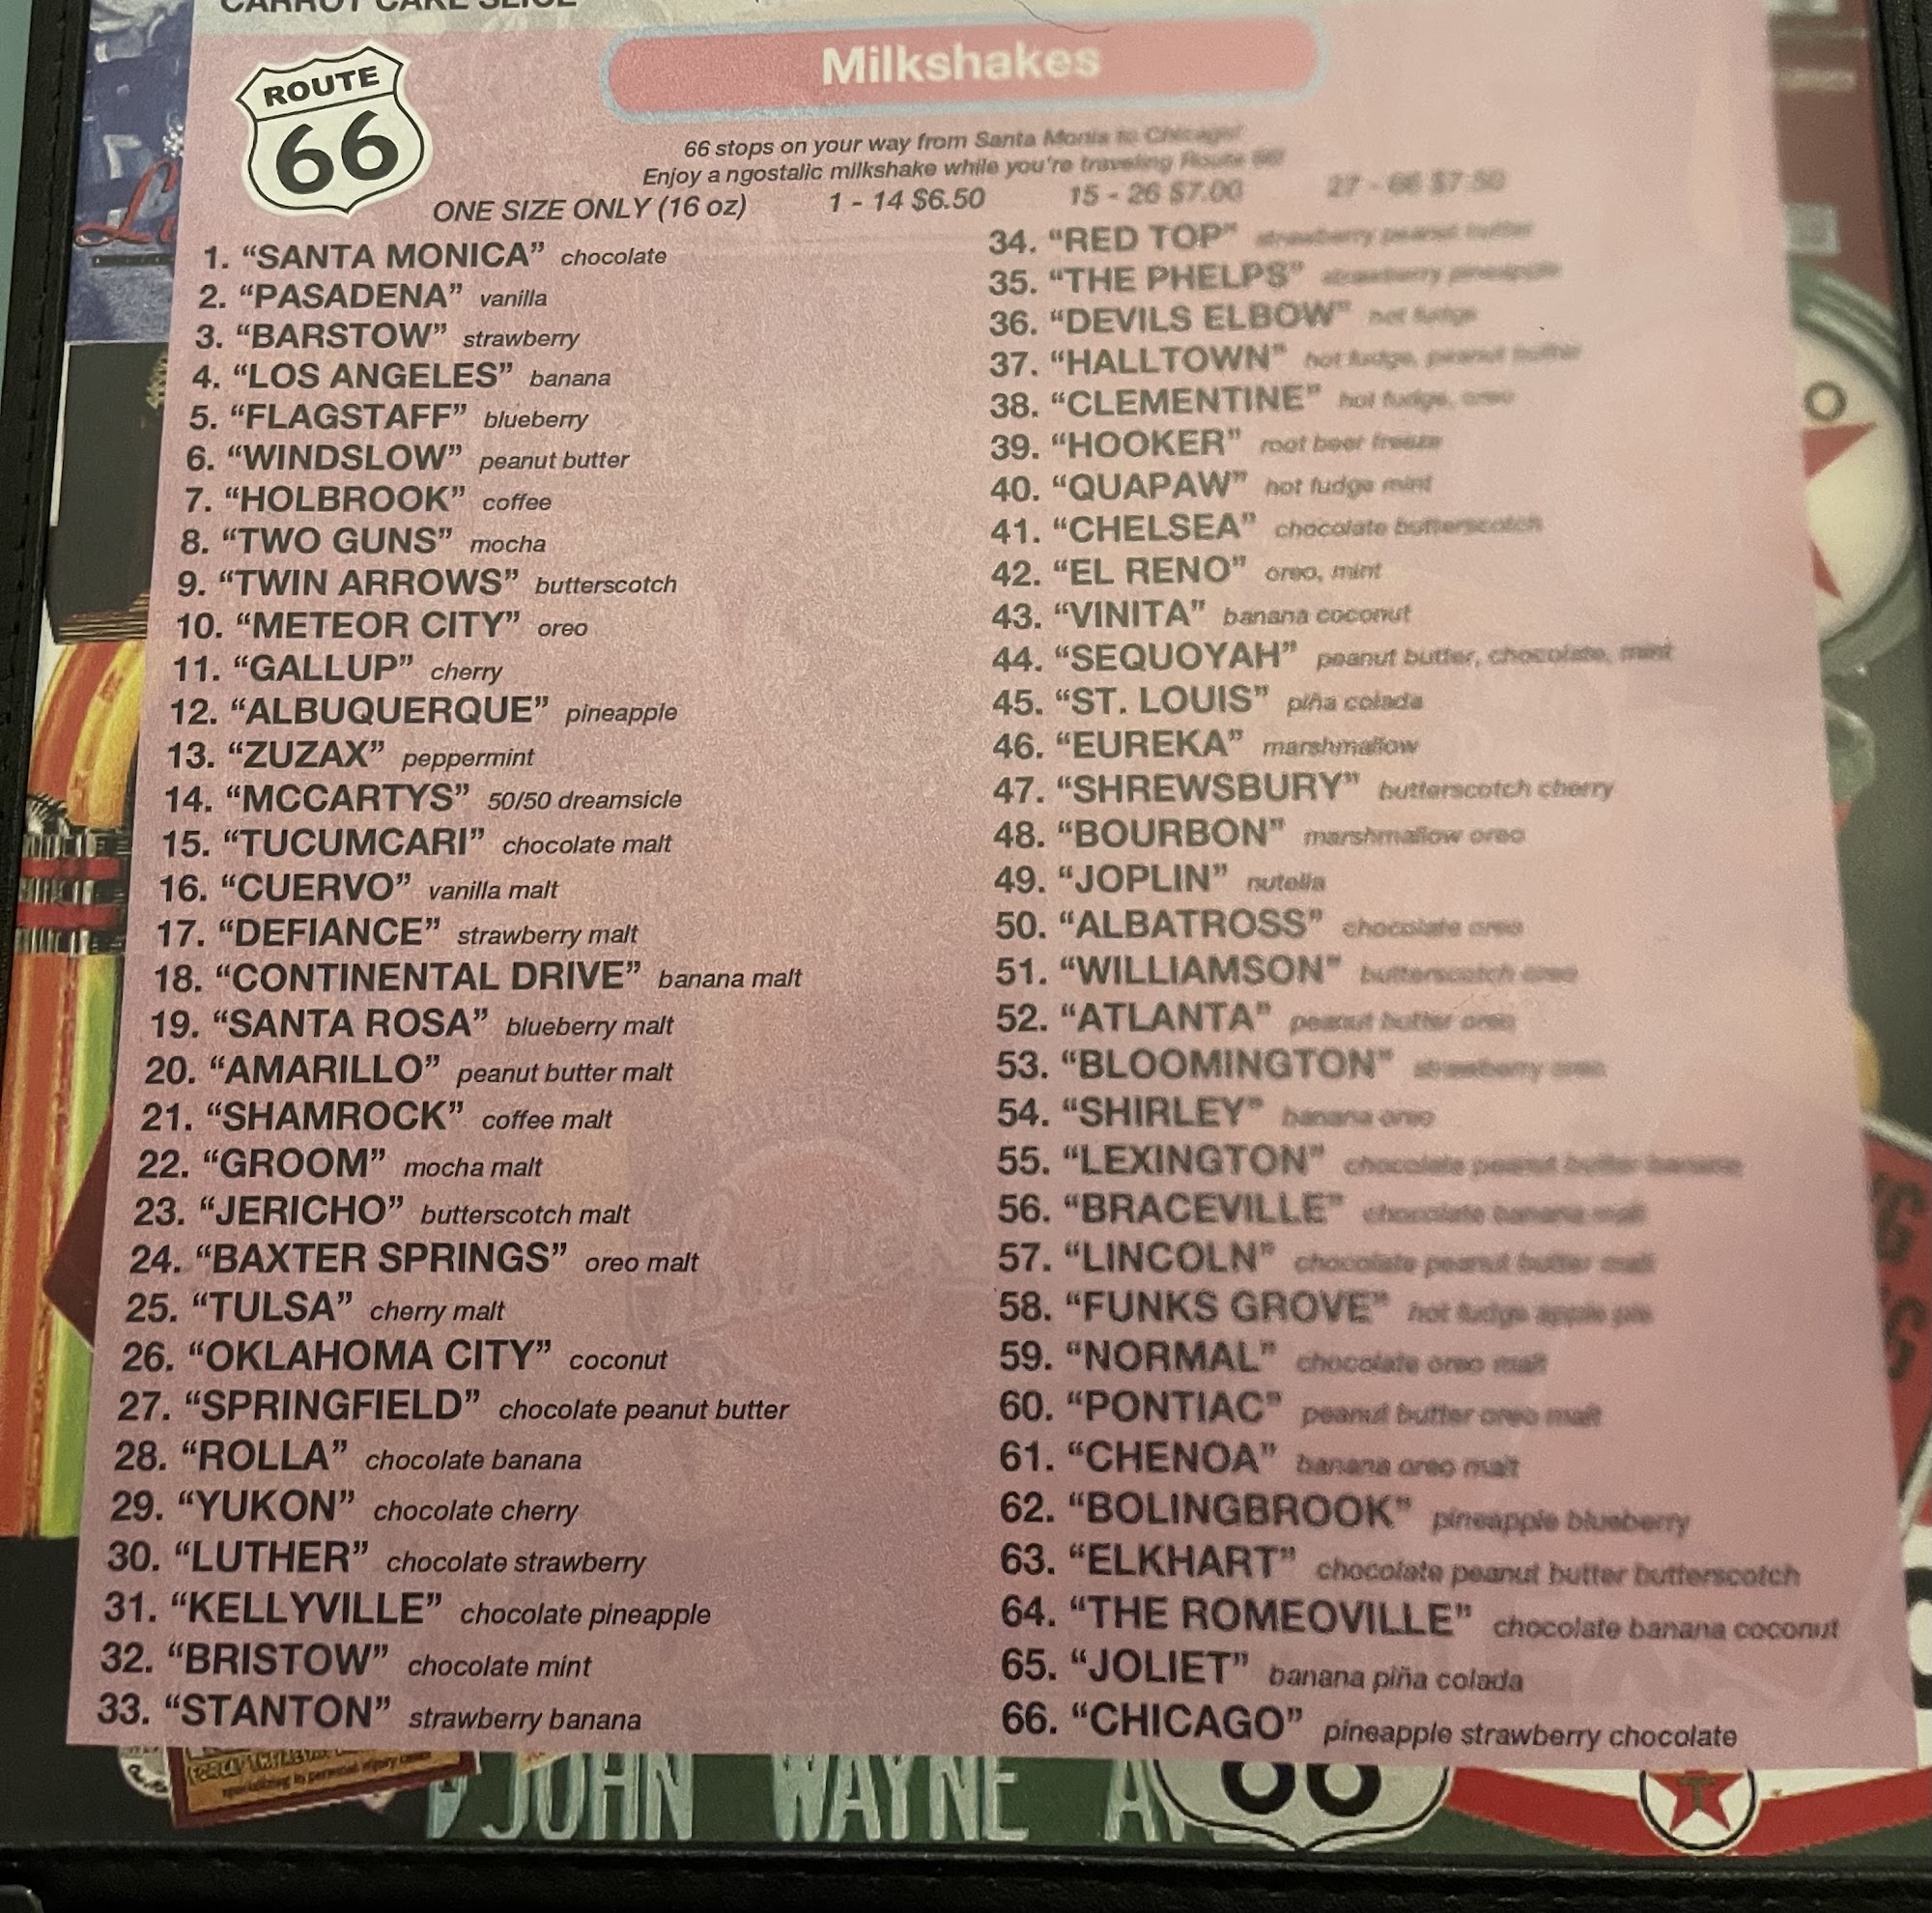 CARROT CAKE SLICE
ROUTE
66
Milkshakes
66 stops on your way from Santa Monia to Chicago!
Enjoy a ngostalic milkshake while you're traveling Route 66!
ONE SIZE ONLY (16 oz) 1 - 14 $6.50 15 - 26 $7.00 27 - 66 $7.50
1. “SANTA MONICA” chocolate
2. “PASADENA” vanilla
3. “BARSTOW” strawberry
4. “LOS ANGELES” banana
5. “FLAGSTAFF” blueberry
6. “WINDSLOW” peanut butter
7. “HOLBROOK” coffee
8. “TWO GUNS” mocha
9. “TWIN ARROWS” butterscotch
10. “METEOR CITY” oreo
11. “GALLUP” cherry
12. “ALBUQUERQUE” pineapple
13. “ZUZAX” peppermint
14. “MCCARTYS” 50/50 dreamsicle
15. “TUCUMCARI” chocolate malt
16. “CUERVO” vanilla malt
17. “DEFIANCE” strawberry malt
18. “CONTINENTAL DRIVE” banana malt
19. “SANTA ROSA” blueberry malt
20. “AMARILLO” peanut butter malt
21. “SHAMROCK” coffee malt
22. “GROOM” mocha malt
23. “JERICHO” butterscotch malt
24. “BAXTER SPRINGS” oreo malt
25. “TULSA” cherry malt
26. “OKLAHOMA CITY” coconut
27. “SPRINGFIELD” chocolate peanut butter
28. “ROLLA” chocolate banana
29. “YUKON” chocolate cherry
30. “LUTHER” chocolate strawberry
31. “KELLYVILLE” chocolate pineapple
32. “BRISTOW” chocolate mint
33. “STANTON” strawberry banana
34. “RED TOP” strawberry peanut butter
35. “THE PHELPS” strawberry pineapple
36. “DEVILS ELBOW” hot fudge
37. “HALLTOWN” hot fudge, peanut butter
38. “CLEMENTINE” hot fudge, oreo
39. “HOOKER” root beer freeze
40. “QUAPAW” hot fudge mint
41. “CHELSEA” chocolate butterscotch
42. “EL RENO” oreo, mint
43. “VINITA” banana coconut
44. “SEQUOYAH” peanut butter, chocolate, mint
45. “ST. LOUIS” piña colada
46. “EUREKA” marshmallow
47. “SHREWSBURY” butterscotch cherry
48. “BOURBON” marshmallow oreo
49. “JOPLIN” nutella
50. “ALBATROSS” chocolate oreo
51. “WILLIAMSON” butterscotch oreo
52. “ATLANTA” peanut butter oreo
53. “BLOOMINGTON” strawberry oreo
54. “SHIRLEY” banana oreo
55. “LEXINGTON” chocolate peanut butter banana
56. “BRACEVILLE” chocolate banana malt
57. “LINCOLN” chocolate peanut butter malt
58. “FUNKS GROVE” hot fudge apple pie
59. “NORMAL” chocolate oreo malt
60. “PONTIAC” peanut butter oreo malt
61. “CHENOA” banana oreo malt
62. “BOLINGBROOK” pineapple blueberry
63. “ELKHART” chocolate peanut butter butterscotch
64. “THE ROMEOVILLE” chocolate banana coconut
65. “JOLIET” banana piña colada
66. “CHICAGO” pineapple strawberry chocolate
JOHN WAYNE
66
T